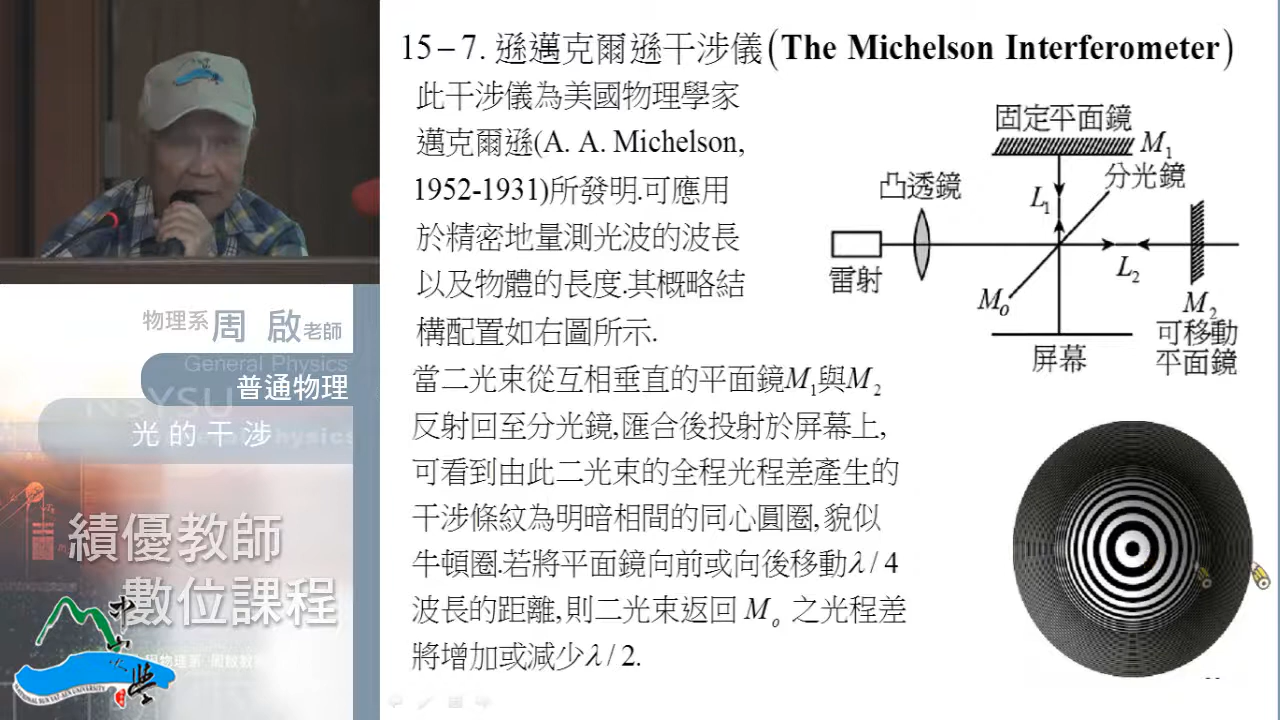 15－7. 遜邁克爾遜干涉儀(The Michelson Interferometer)
此干涉儀為美國物理學家
邁克爾遜(A. A. Michelson,
1952-1931)所發明.可應用
於精密地量測光波的波長
以及物體的長度.其概略結
構配置如右圖所示.
當二光束從互相垂直的平面鏡M₁與M₂
反射回至分光鏡,匯合後投射於屏幕上,
可看到由此二光束的全程光程差產生的
干涉條紋為明暗相間的同心圓圈,貌似
牛頓圈.若將平面鏡向前或向後移動λ/4
波長的距離,則二光束返回 Mₒ 之光程差
將增加或減少λ/2.
固定平面鏡
M₁
分光鏡
凸透鏡
L₁
雷射
L₂
Mₒ
M₂
可移動
平面鏡
屏幕
物理系 周 啟 老師
General Physics
普通物理
NSYSU
光的干涉
績優教師
數位課程